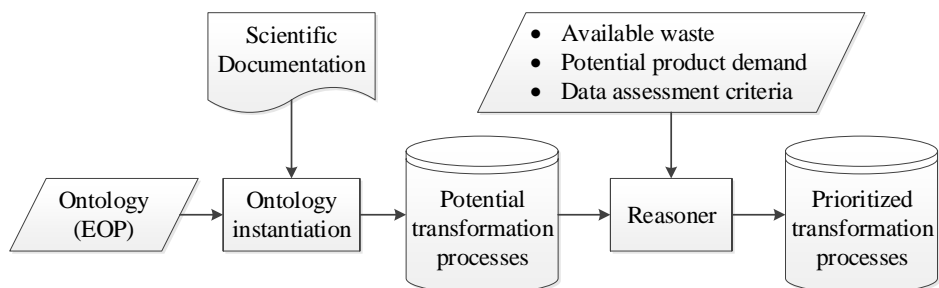 Scientific
Documentation
• Available waste
• Potential product demand
• Data assessment criteria
Ontology
(EOP)
Ontology
instantiation
Potential
transformation
processes
Reasoner
Prioritized
transformation
processes